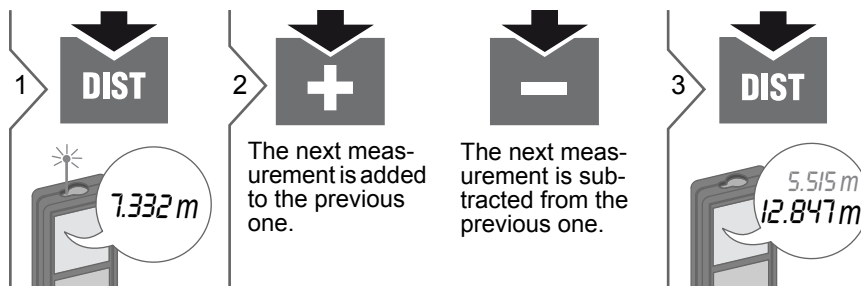 1
DIST
7.332 m
2
+
The next meas-
urement is added
to the previous
one.
−
The next meas-
urement is sub-
tracted from the
previous one.
3
DIST
5.515 m
12.847 m